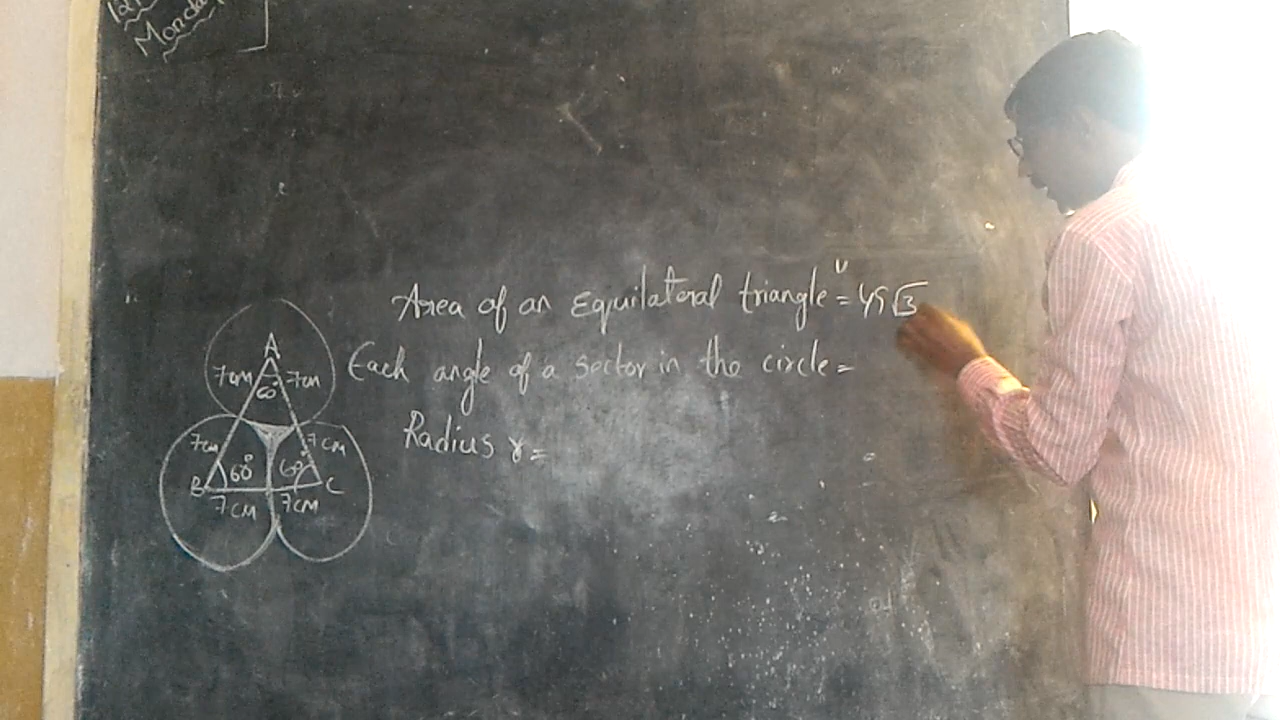 Monda
Area of an Equilateral triangle = 49√3
Each angle of a sector in the circle =
Radius r =
A
7cm 7cm
60°
7cm 7cm
60° 60°
B C
7cm 7cm